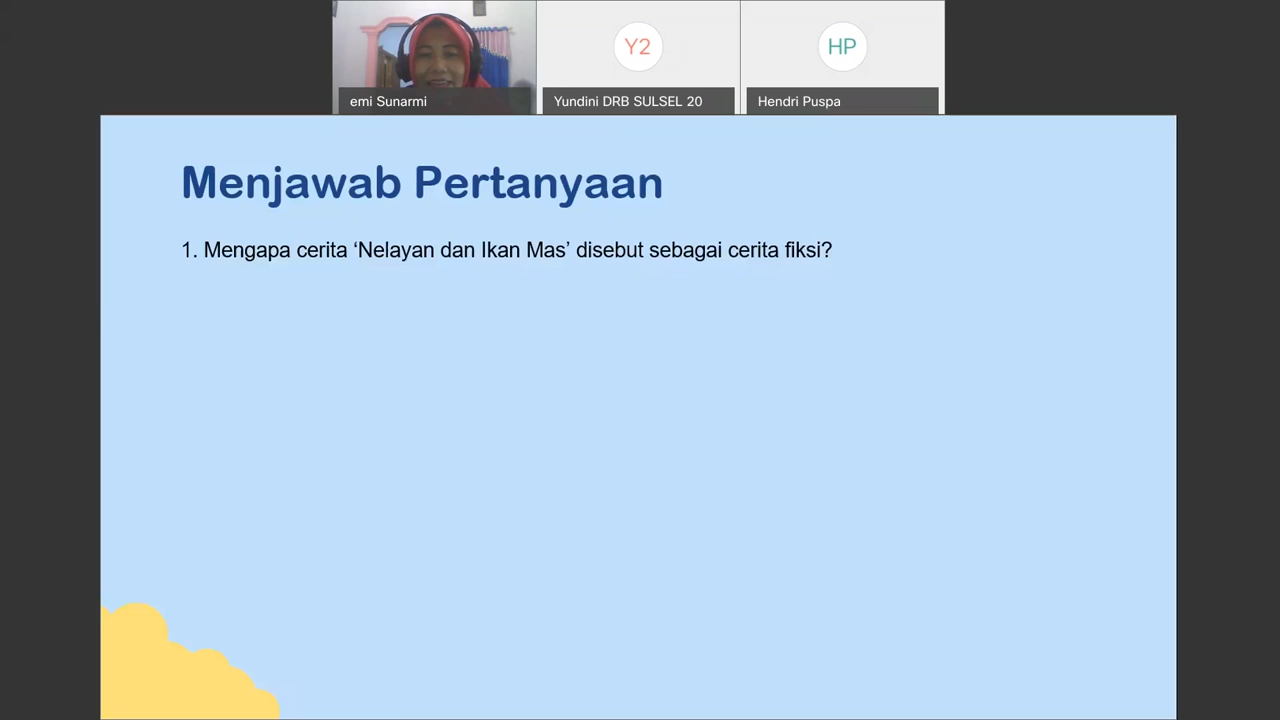 emi Sunarmi
Y2
Yundini DRB SULSEL 20
HP
Hendri Puspa
Menjawab Pertanyaan
1. Mengapa cerita ‘Nelayan dan Ikan Mas’ disebut sebagai cerita fiksi?